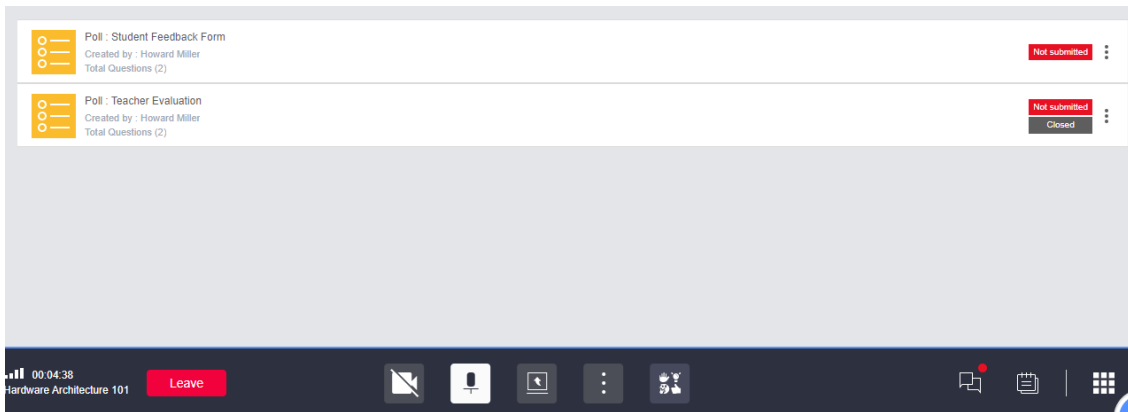 Poll : Student Feedback Form
Created by : Howard Miller
Total Questions (2)
Not submitted
Poll : Teacher Evaluation
Created by : Howard Miller
Total Questions (2)
Not submitted
Closed
00:04:38
Hardware Architecture 101
Leave